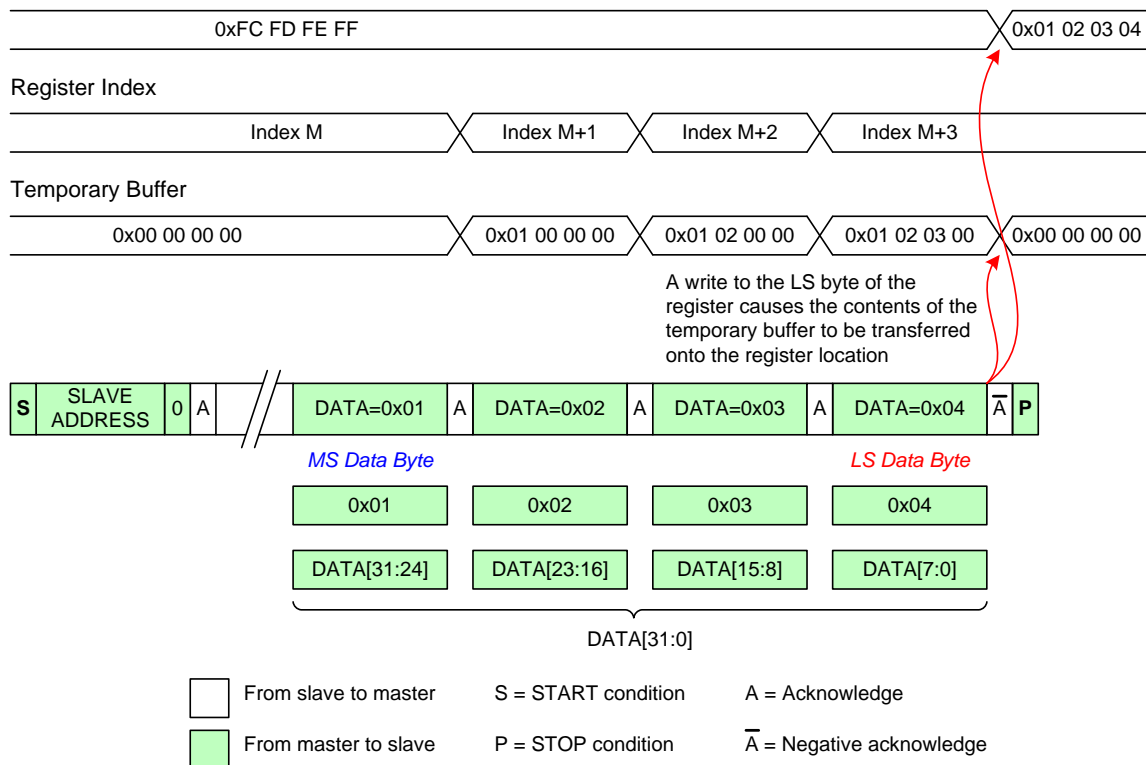 0xFC FD FE FF 0x01 02 03 04
Register Index
Index M Index M+1 Index M+2 Index M+3
Temporary Buffer
0x00 00 00 00 0x01 00 00 00 0x01 02 00 00 0x01 02 03 00 0x00 00 00 00
A write to the LS byte of the
register causes the contents of the
temporary buffer to be transferred
onto the register location
S SLAVE ADDRESS 0 A DATA=0x01 A DATA=0x02 A DATA=0x03 A DATA=0x04 A̅ P
MS Data Byte LS Data Byte
0x01 0x02 0x03 0x04
DATA[31:24] DATA[23:16] DATA[15:8] DATA[7:0]
DATA[31:0]
From slave to master S = START condition A = Acknowledge
From master to slave P = STOP condition A̅ = Negative acknowledge